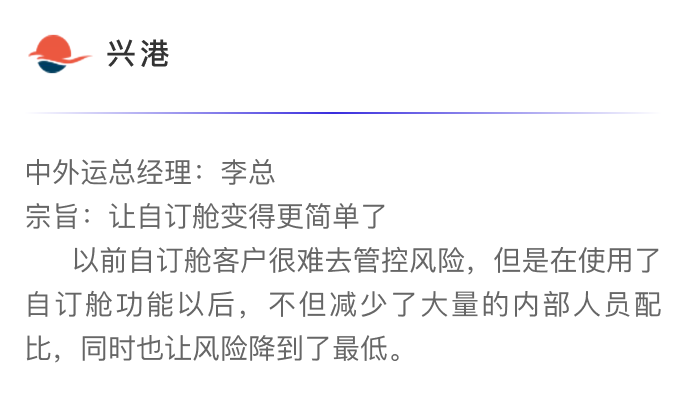 兴港
中外运总经理：李总
宗旨：让自订舱变得更简单了
以前自订舱客户很难去管控风险，但是在使用了
自订舱功能以后，不但减少了大量的内部人员配
比，同时也让风险降到了最低。